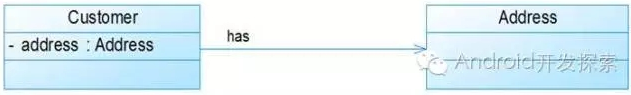 Customer
- address : Address
has
Address
Android开发探索